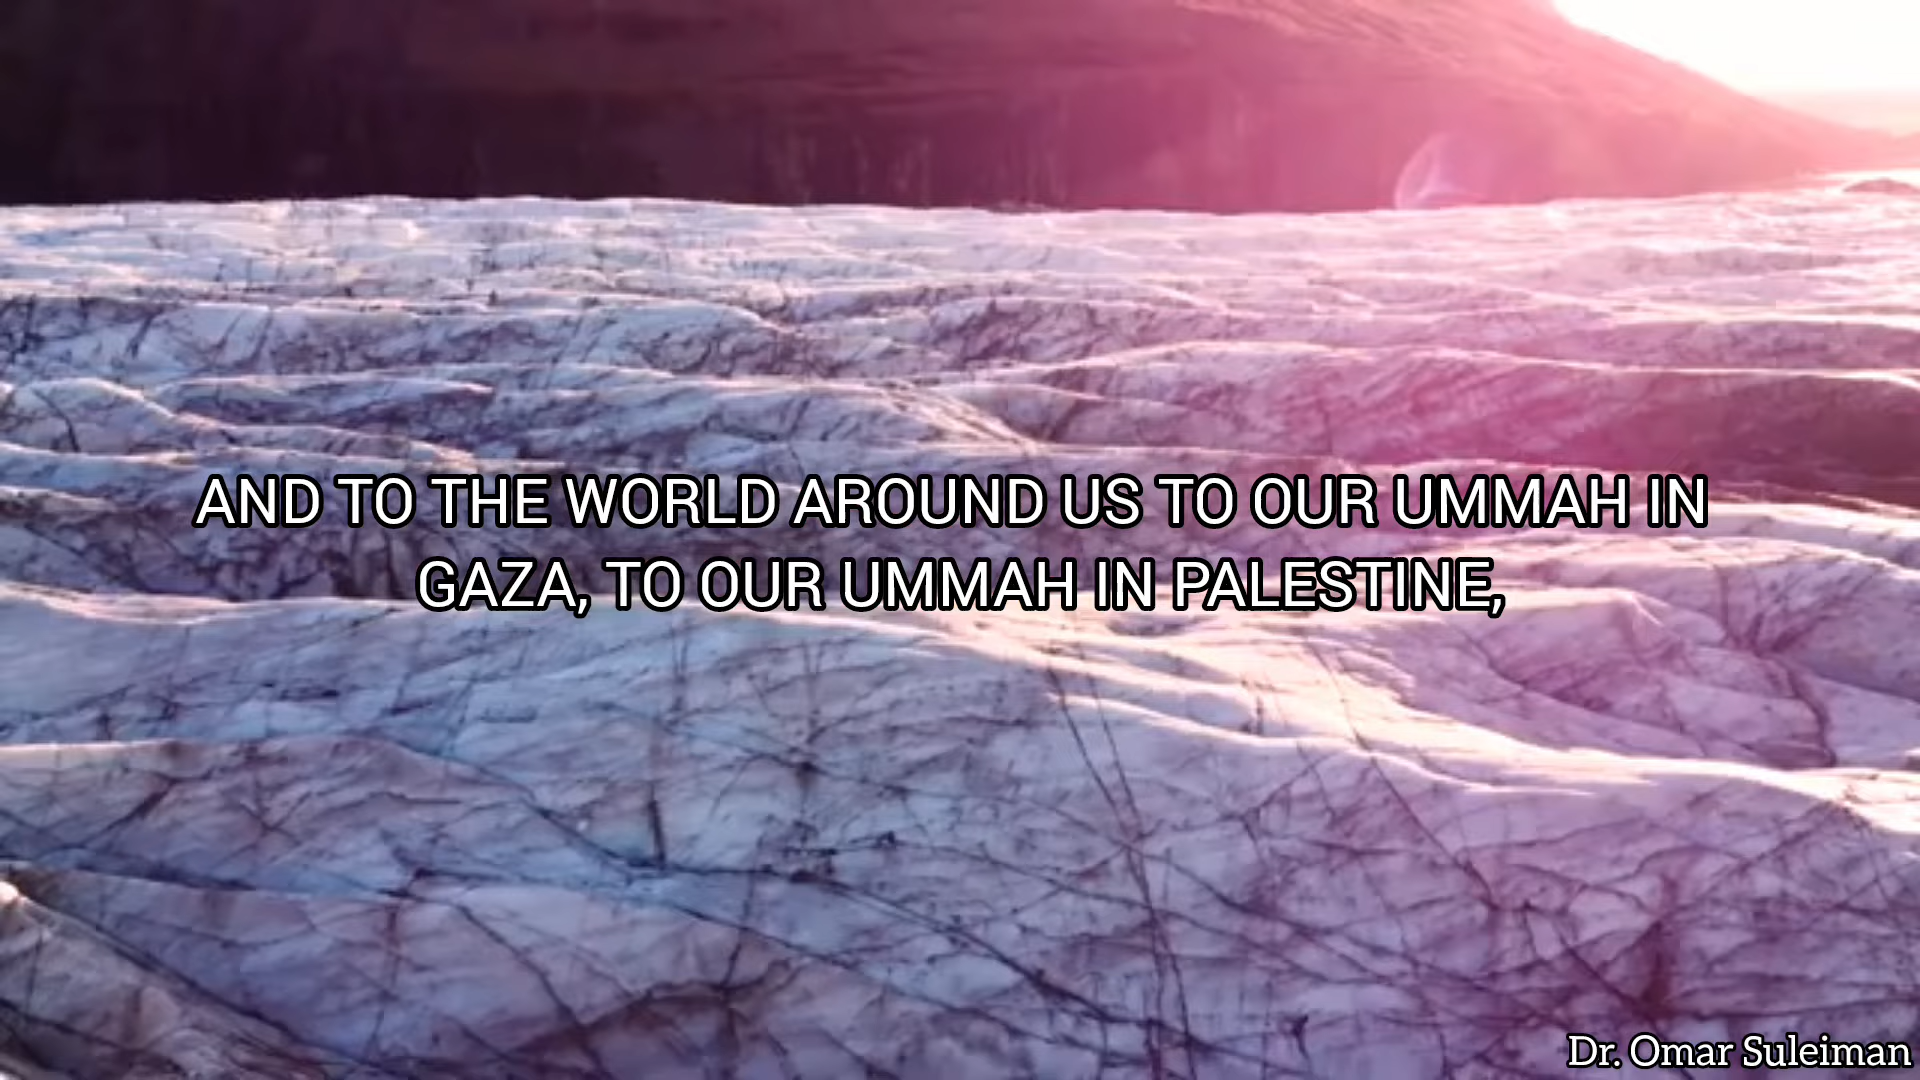 AND TO THE WORLD AROUND US TO OUR UMMAH IN
GAZA, TO OUR UMMAH IN PALESTINE,
Dr. Omar Suleiman